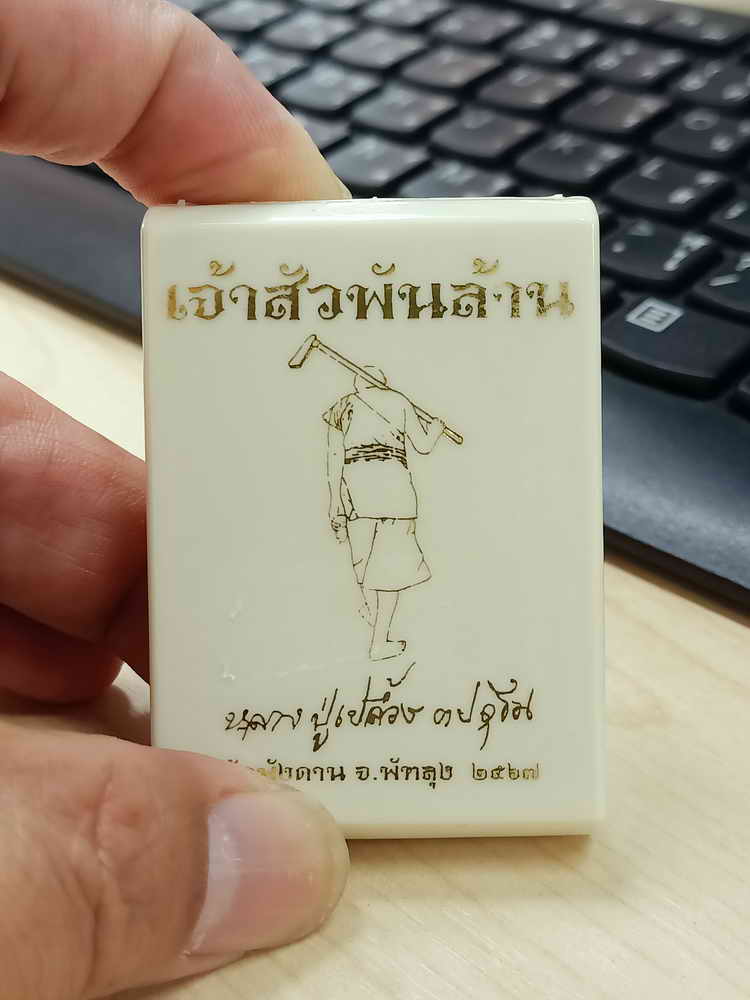 เจ้าสัวพันล้าน
หลวง ปู่เปลื้อง
จ.พัทลุง ๒๕๖๗